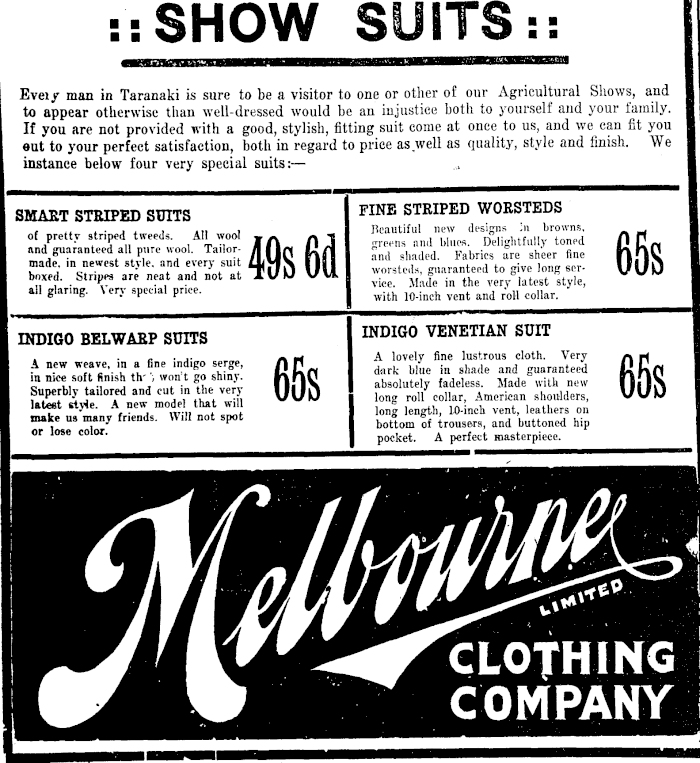 :: SHOW SUITS ::
Every man in Taranaki is sure to be a visitor to one or other of our Agricultural Shows, and
to appear otherwise than well-dressed would be an injustice both to yourself and your family.
If you are not provided with a good, stylish, fitting suit come at once to us, and we can fit you
out to your perfect satisfaction, both in regard to price as well as quality, style and finish. We
instance below four very special suits:—
SMART STRIPED SUITS
of pretty striped tweeds. All wool
and guaranteed all pure wool. Tailor-
made, in newest style, and every suit
boxed. Stripes are neat and not at
all glaring. Very special price.
49s 6d
FINE STRIPED WORSTEDS
Beautiful new designs in browns,
greens and blues. Delightfully toned
and shaded. Fabrics are sheer fine
worsteds, guaranteed to give long ser-
vice. Made in the very latest style,
with 10-inch vent and roll collar.
65s
INDIGO BELWARP SUITS
A new weave, in a fine indigo serge,
in nice soft finish th won't go shiny.
Superbly tailored and cut in the very
latest style. A new model that will
make us many friends. Will not spot
or lose color.
65s
INDIGO VENETIAN SUIT
A lovely fine lustrous cloth. Very
dark blue in shade and guaranteed
absolutely fadeless. Made with new
long roll collar, American shoulders,
long length, 10-inch vent, leathers on
bottom of trousers, and buttoned hip
pocket. A perfect masterpiece.
65s
Melbourne
LIMITED
CLOTHING
COMPANY